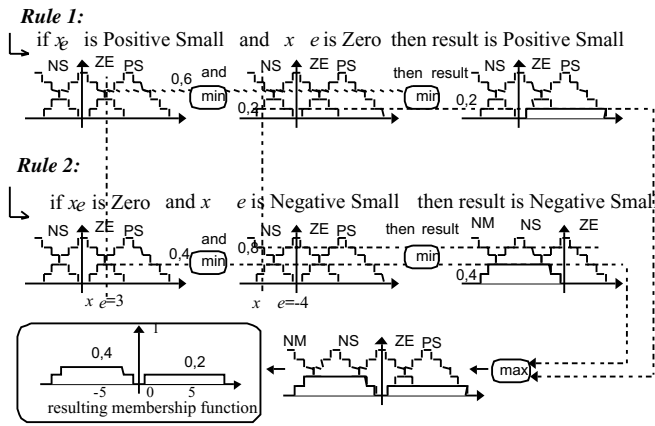 Rule 1:
if xe is Positive Small and x e is Zero then result is Positive Small
NS ZE PS
0,6
and
min
NS ZE PS
0,2
then result
min
NS ZE PS
0,2
Rule 2:
if xe is Zero and x e is Negative Small then result is Negative Smal
NS ZE PS
0,4
and
min
NS ZE PS
0,8
then result
min
NM NS ZE
0,4
x e=3
x e=-4
1
0,4
0,2
-5 0 5
resulting membership function
NM NS ZE PS
max